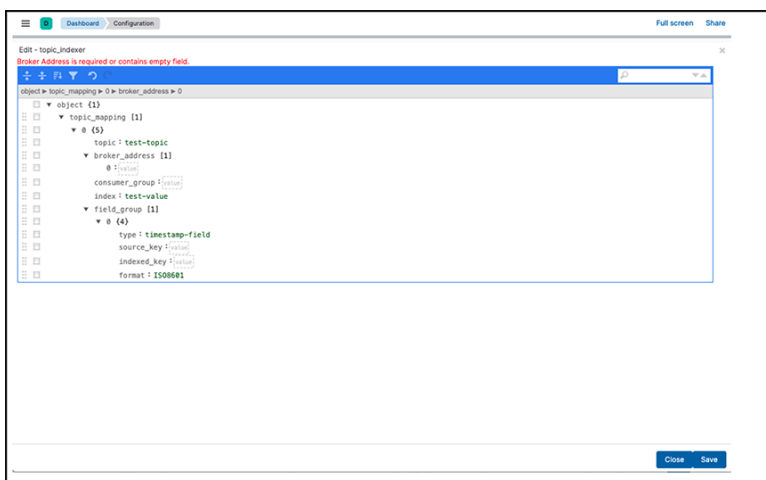 D Dashboard Configuration Full screen Share
Edit - topic_indexer
Broker Address is required or contains empty field.
object ► topic_mapping ► 0 ► broker_address ► 0
object {1}
topic_mapping [1]
0 {5}
topic : test-topic
broker_address [1]
0 : value
consumer_group : value
index : test-value
field_group [1]
0 {4}
type : timestamp-field
source_key : value
indexed_key : value
format : ISO8601
Close Save